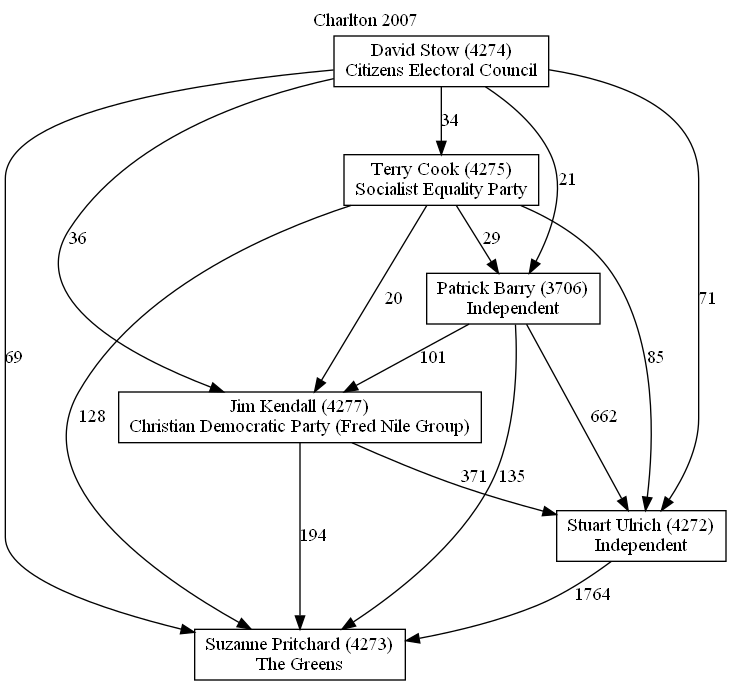 Charlton 2007
David Stow (4274)
Citizens Electoral Council
34
Terry Cook (4275)
Socialist Equality Party
21
36
29
Patrick Barry (3706)
Independent
20
71
69
128
101
85
Jim Kendall (4277)
Christian Democratic Party (Fred Nile Group)
662
371
135
194
Stuart Ulrich (4272)
Independent
1764
Suzanne Pritchard (4273)
The Greens